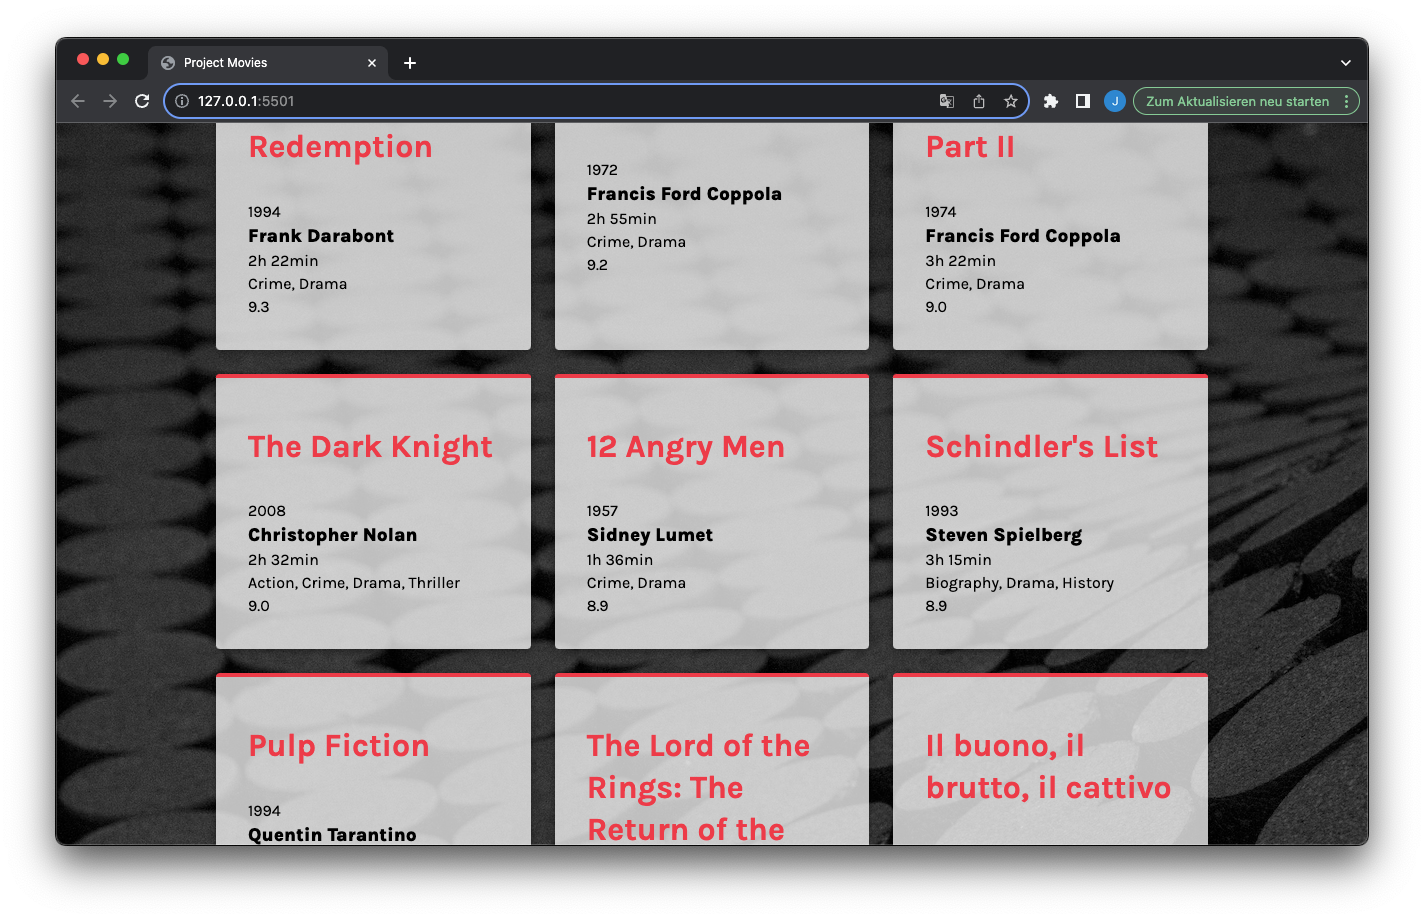 Project Movies
127.0.0.1:5501
J
Zum Aktualisieren neu starten
Redemption
1994
Frank Darabont
2h 22min
Crime, Drama
9.3
1972
Francis Ford Coppola
2h 55min
Crime, Drama
9.2
Part II
1974
Francis Ford Coppola
3h 22min
Crime, Drama
9.0
The Dark Knight
2008
Christopher Nolan
2h 32min
Action, Crime, Drama, Thriller
9.0
12 Angry Men
1957
Sidney Lumet
1h 36min
Crime, Drama
8.9
Schindler's List
1993
Steven Spielberg
3h 15min
Biography, Drama, History
8.9
Pulp Fiction
1994
Quentin Tarantino
The Lord of the
Rings: The
Return of the
Il buono, il
brutto, il cattivo